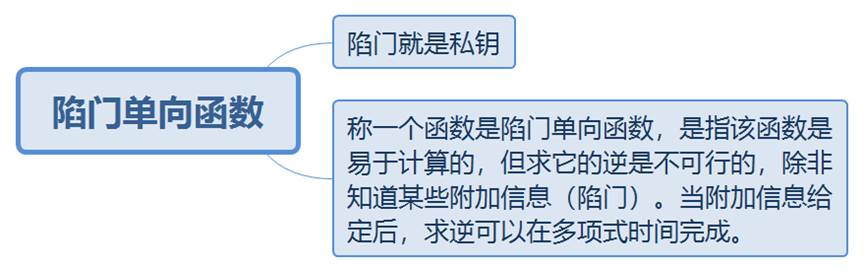 陷门单向函数
陷门就是私钥
称一个函数是陷门单向函数，是指该函数是
易于计算的，但求它的逆是不可行的，除非
知道某些附加信息（陷门）。当附加信息给
定后，求逆可以在多项式时间完成。